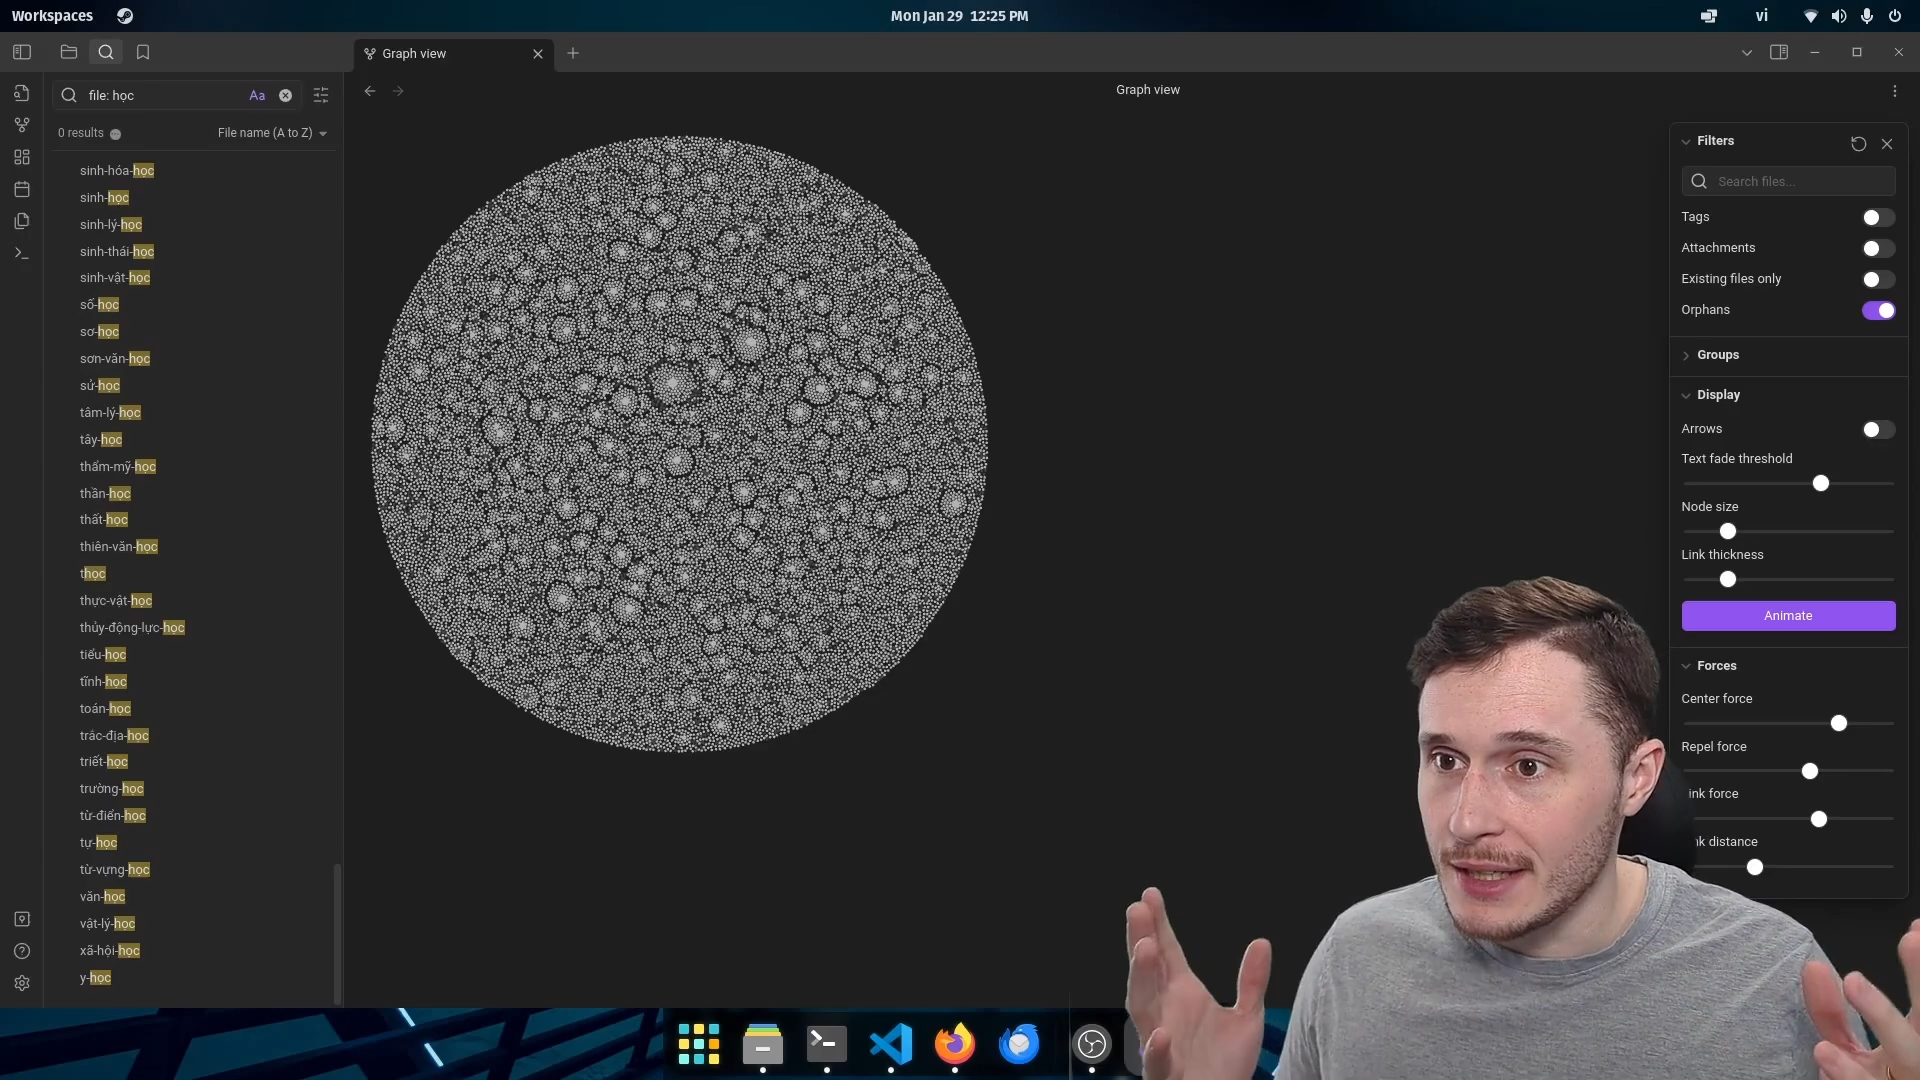 Workspaces
Mon Jan 29 12:25 PM
vi
Graph view
file: học
Aa
Graph view
0 results
File name (A to Z)
sinh-hóa-học
sinh-học
sinh-lý-học
sinh-thái-học
sinh-vật-học
số-học
sơ-học
sơn-văn-học
sử-học
tâm-lý-học
tây-học
thẩm-mỹ-học
thần-học
thất-học
thiên-văn-học
thọc
thực-vật-học
thủy-động-lực-học
tiểu-học
tĩnh-học
toán-học
trắc-địa-học
triết-học
trường-học
từ-điển-học
tự-học
từ-vựng-học
văn-học
vật-lý-học
xã-hội-học
y-học
Filters
Search files...
Tags
Attachments
Existing files only
Orphans
Groups
Display
Arrows
Text fade threshold
Node size
Link thickness
Animate
Forces
Center force
Repel force
ink force
nk distance